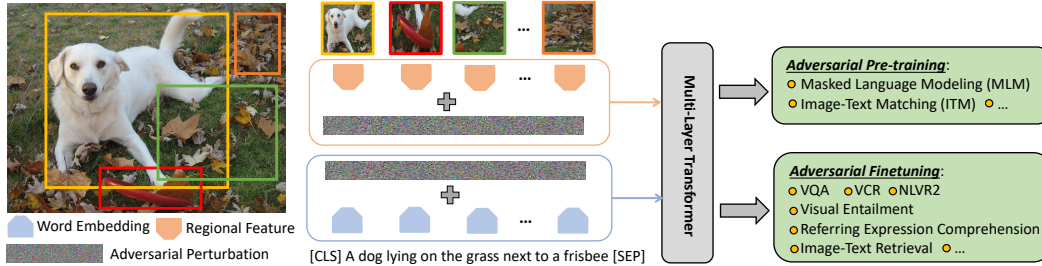 Word Embedding
Regional Feature
Adversarial Perturbation
...
...
...
[CLS] A dog lying on the grass next to a frisbee [SEP]
Multi-Layer Transformer
Adversarial Pre-training:
Masked Language Modeling (MLM)
Image-Text Matching (ITM) ...
Adversarial Finetuning:
VQA VCR NLVR2
Visual Entailment
Referring Expression Comprehension
Image-Text Retrieval ...